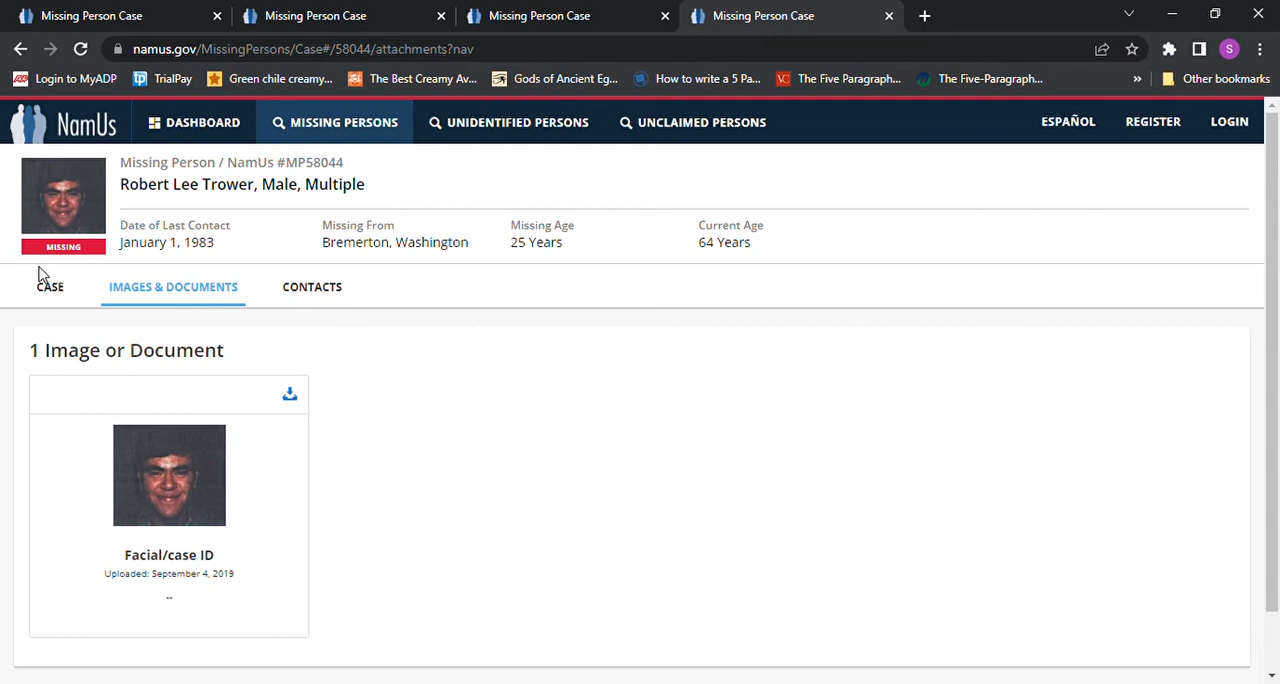 Missing Person Case
Missing Person Case
Missing Person Case
Missing Person Case
namus.gov/MissingPersons/Case#/58044/attachments?nav
S
Login to MyADP
TrialPay
Green chile creamy...
The Best Creamy Av...
Gods of Ancient Eg...
How to write a 5 Pa...
The Five Paragraph...
The Five-Paragraph...
»
Other bookmarks
NamUs
DASHBOARD
MISSING PERSONS
UNIDENTIFIED PERSONS
UNCLAIMED PERSONS
ESPAÑOL
REGISTER
LOGIN
Missing Person / NamUs #MP58044
Robert Lee Trower, Male, Multiple
Date of Last Contact
January 1, 1983
Missing From
Bremerton, Washington
Missing Age
25 Years
Current Age
64 Years
MISSING
CASE
IMAGES & DOCUMENTS
CONTACTS
1 Image or Document
Facial/case ID
Uploaded: September 4, 2019
--